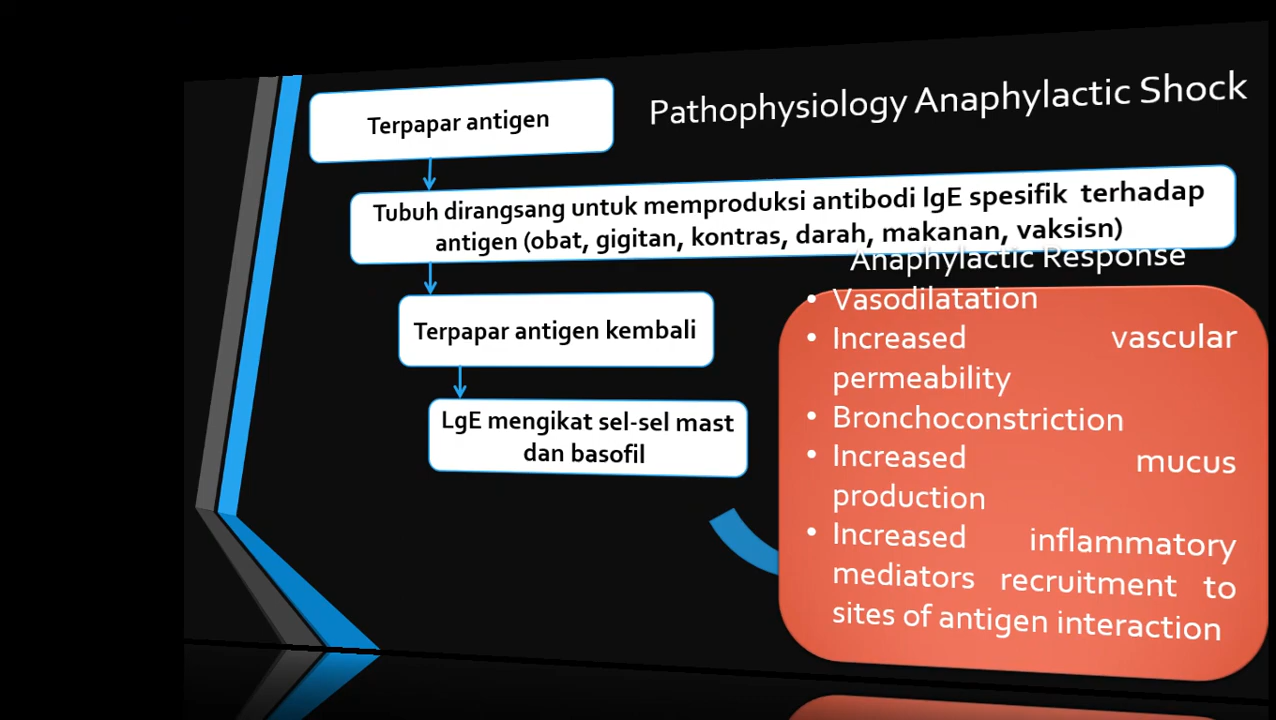 Pathophysiology Anaphylactic Shock
Terpapar antigen
Tubuh dirangsang untuk memproduksi antibodi lgE spesifik terhadap
antigen (obat, gigitan, kontras, darah, makanan, vaksisn)
Terpapar antigen kembali
LgE mengikat sel-sel mast
dan basofil
Anaphylactic Response
• Vasodilatation
• Increased vascular
permeability
• Bronchoconstriction
• Increased mucus
production
• Increased inflammatory
mediators recruitment to
sites of antigen interaction